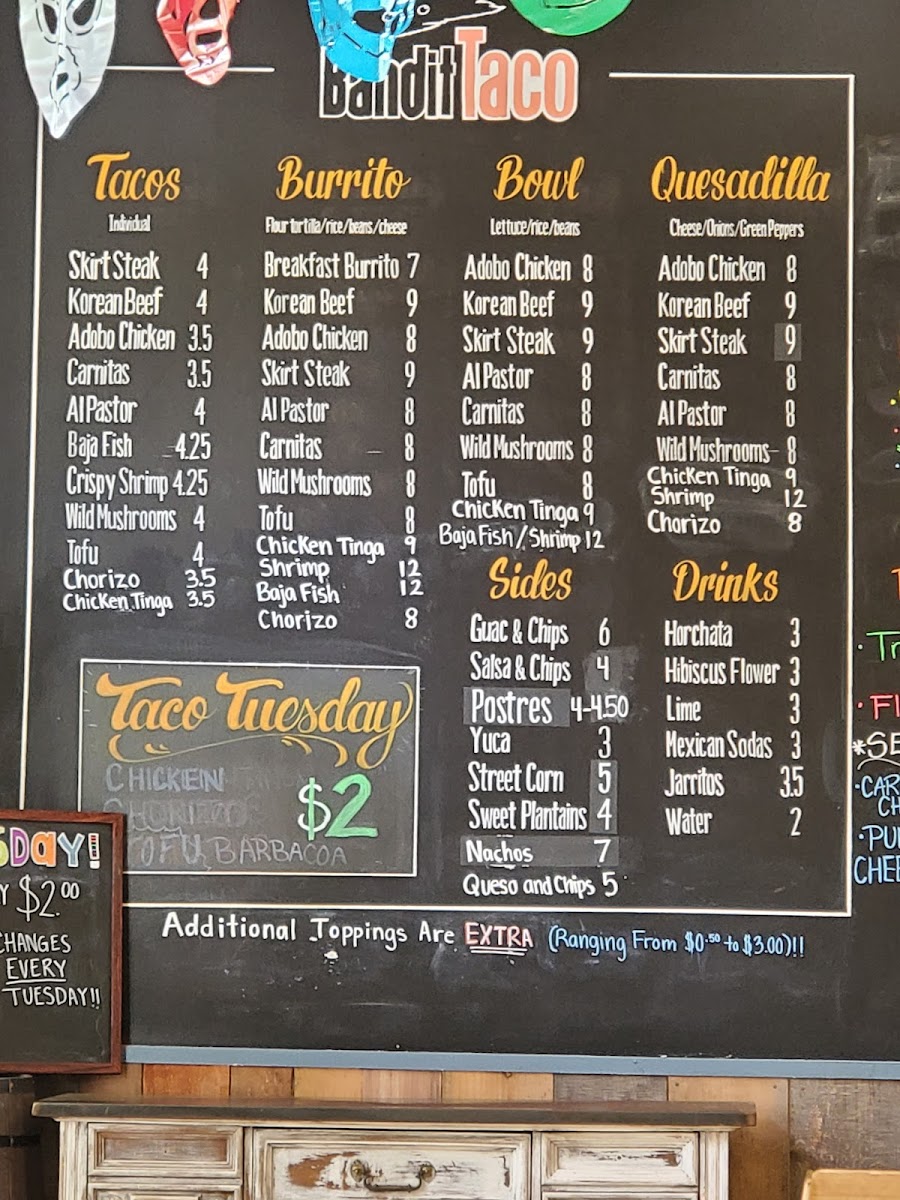 Bandit Taco
Tacos
Individual
Skirt Steak 4
Korean Beef 4
Adobo Chicken 3.5
Carnitas 3.5
Al Pastor 4
Baja Fish 4.25
Crispy Shrimp 4.25
Wild Mushrooms 4
Tofu 4
Chorizo 3.5
Chicken Tinga 3.5
Burrito
Flour tortilla/rice/beans/cheese
Breakfast Burrito 7
Korean Beef 9
Adobo Chicken 8
Skirt Steak 9
Al Pastor 8
Carnitas 8
Wild Mushrooms 8
Tofu 8
Chicken Tinga 9
Shrimp 12
Baja Fish 12
Chorizo 8
Bowl
Lettuce/rice/beans
Adobo Chicken 8
Korean Beef 9
Skirt Steak 9
Al Pastor 8
Carnitas 8
Wild Mushrooms 8
Tofu 8
Chicken Tinga 9
Baja Fish/Shrimp 12
Quesadilla
Cheese/Onions/Green Peppers
Adobo Chicken 8
Korean Beef 9
Skirt Steak 9
Carnitas 8
Al Pastor 8
Wild Mushrooms 8
Chicken Tinga 9
Shrimp 12
Chorizo 8
Sides
Guac & Chips 6
Salsa & Chips 4
Postres 4-4.50
Yuca 3
Street Corn 5
Sweet Plantains 4
Nachos 7
Queso and Chips 5
Drinks
Horchata 3
Hibiscus Flower 3
Lime 3
Mexican Sodas 3
Jarritos 3.5
Water 2
Taco Tuesday
CHICKEN
$2
TOFU, BARBACOA
Additional Toppings Are EXTRA (Ranging From $0.50 to $3.00)!!
SDAY!
Y $2.00
CHANGES
EVERY
TUESDAY!!